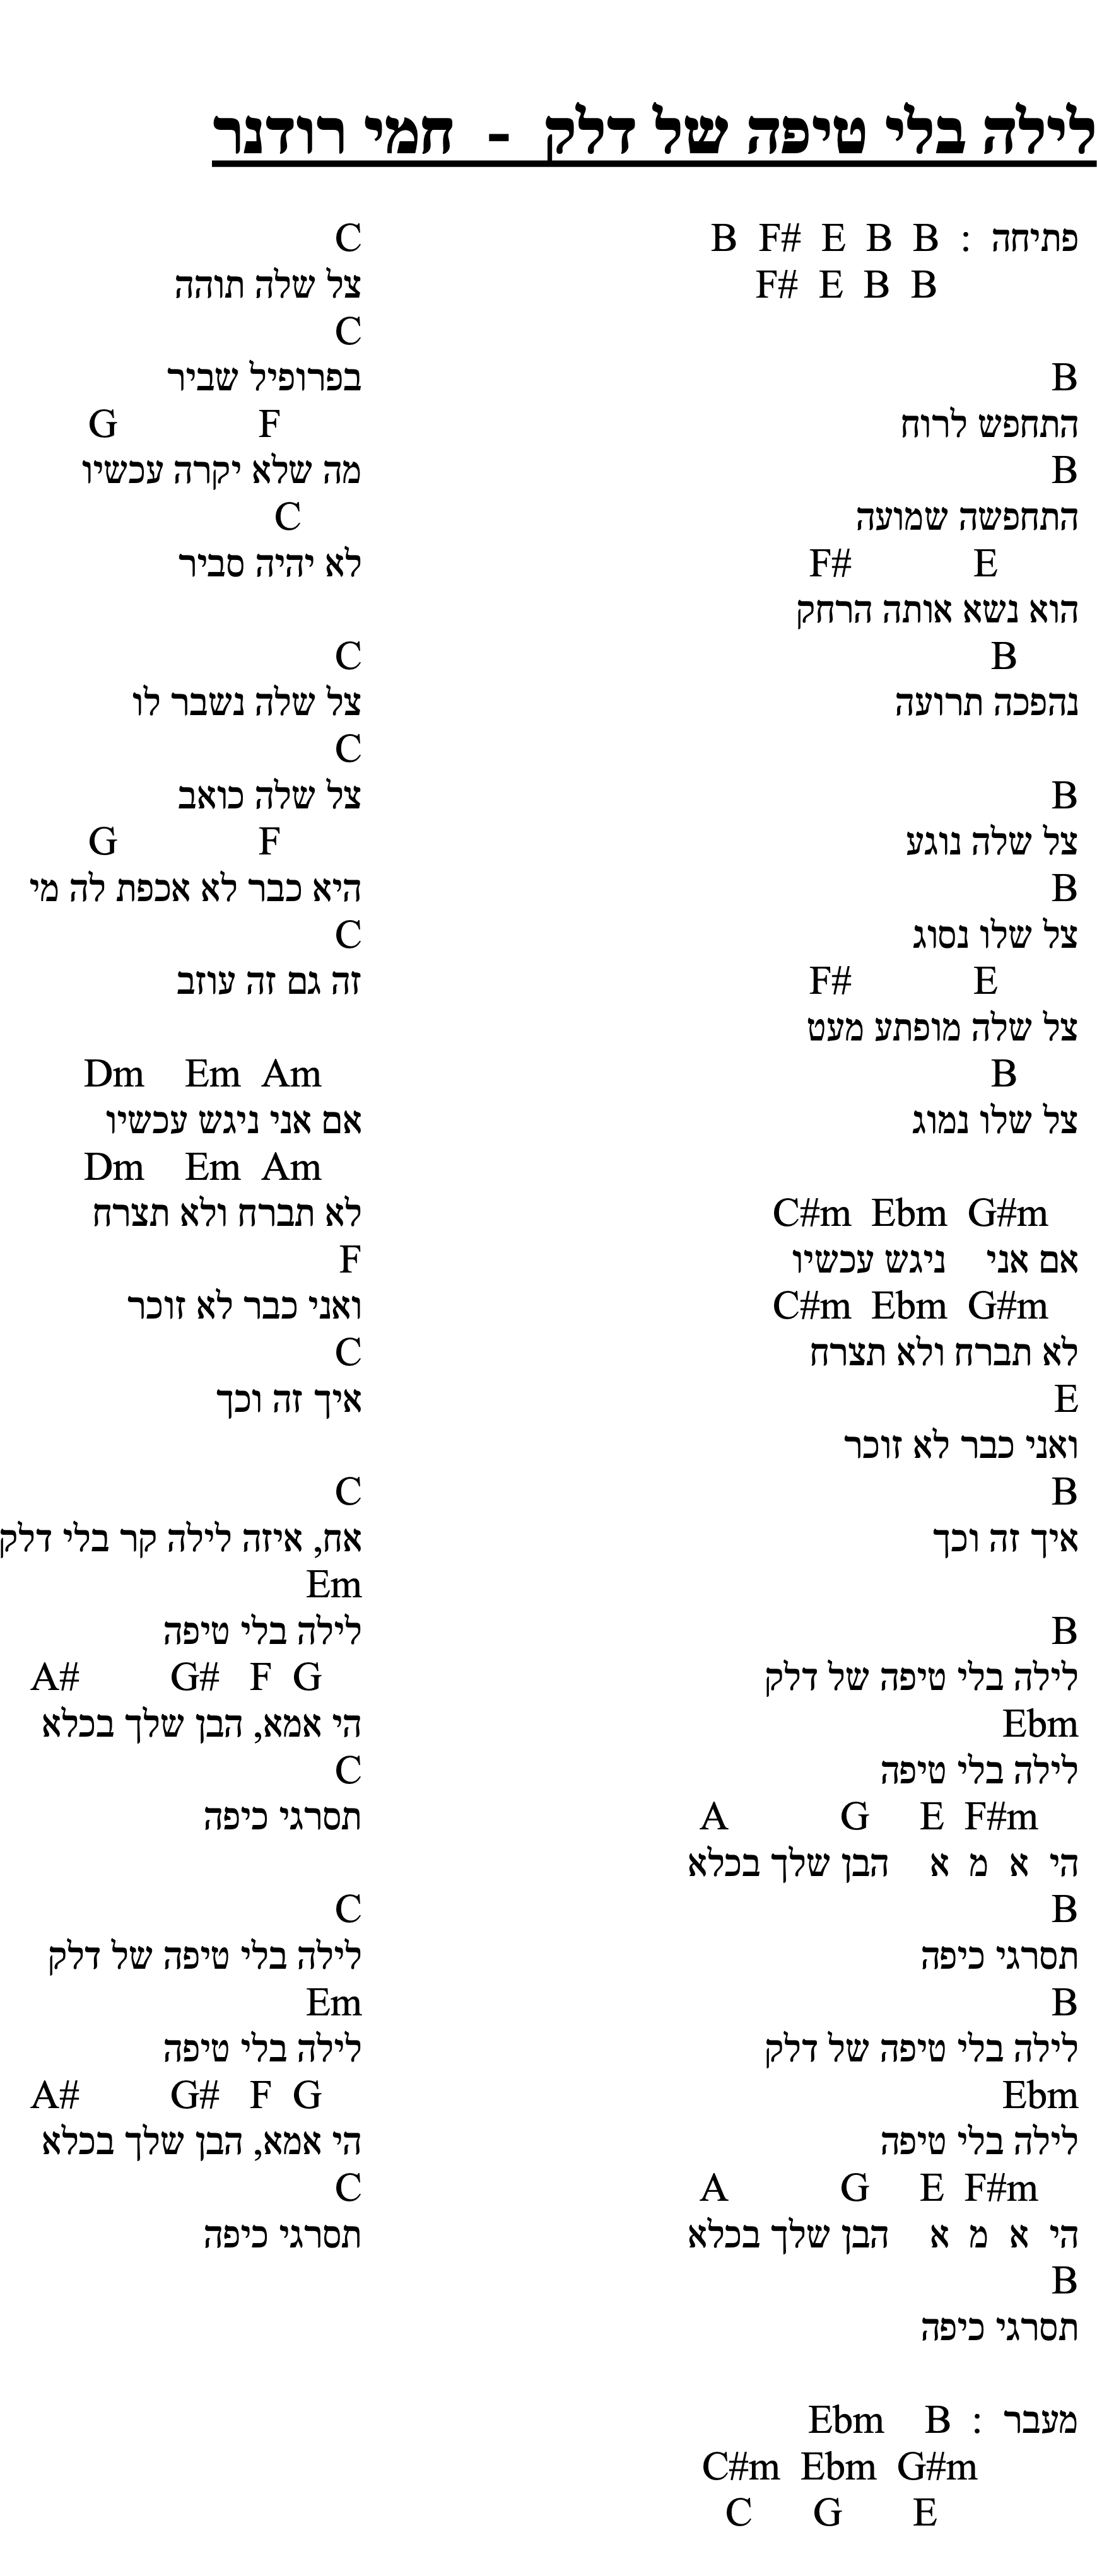 לילה בלי טיפה של דלק - חמי רודנר
פתיחה : B B E F# B
B B E F#
B
התחפש לרוח
B
התחפשה שמועה
E F#
הוא נשא אותה הרחק
B
נהפכה תרועה
B
צל שלה נוגע
B
צל שלו נסוג
E F#
צל שלה מופתע מעט
B
צל שלו נמוג
G#m Ebm C#m
אם אני ניגש עכשיו
G#m Ebm C#m
לא תברח ולא תצרח
E
ואני כבר לא זוכר
B
איך זה וכך
B
לילה בלי טיפה של דלק
Ebm
לילה בלי טיפה
F#m E G A
הי א מ א הבן שלך בכלא
B
תסרגי כיפה
B
לילה בלי טיפה של דלק
Ebm
לילה בלי טיפה
F#m E G A
הי א מ א הבן שלך בכלא
B
תסרגי כיפה
מעבר : B Ebm
G#m Ebm C#m
E G C
C
צל שלה תוהה
C
בפרופיל שביר
F G
מה שלא יקרה עכשיו
C
לא יהיה סביר
C
צל שלה נשבר לו
C
צל שלה כואב
F G
היא כבר לא אכפת לה מי
C
זה גם זה עוזב
Am Em Dm
אם אני ניגש עכשיו
Am Em Dm
לא תברח ולא תצרח
F
ואני כבר לא זוכר
C
איך זה וכך
C
אח, איזה לילה קר בלי דלק
Em
לילה בלי טיפה
G F G# A#
הי אמא, הבן שלך בכלא
C
תסרגי כיפה
C
לילה בלי טיפה של דלק
Em
לילה בלי טיפה
G F G# A#
הי אמא, הבן שלך בכלא
C
תסרגי כיפה